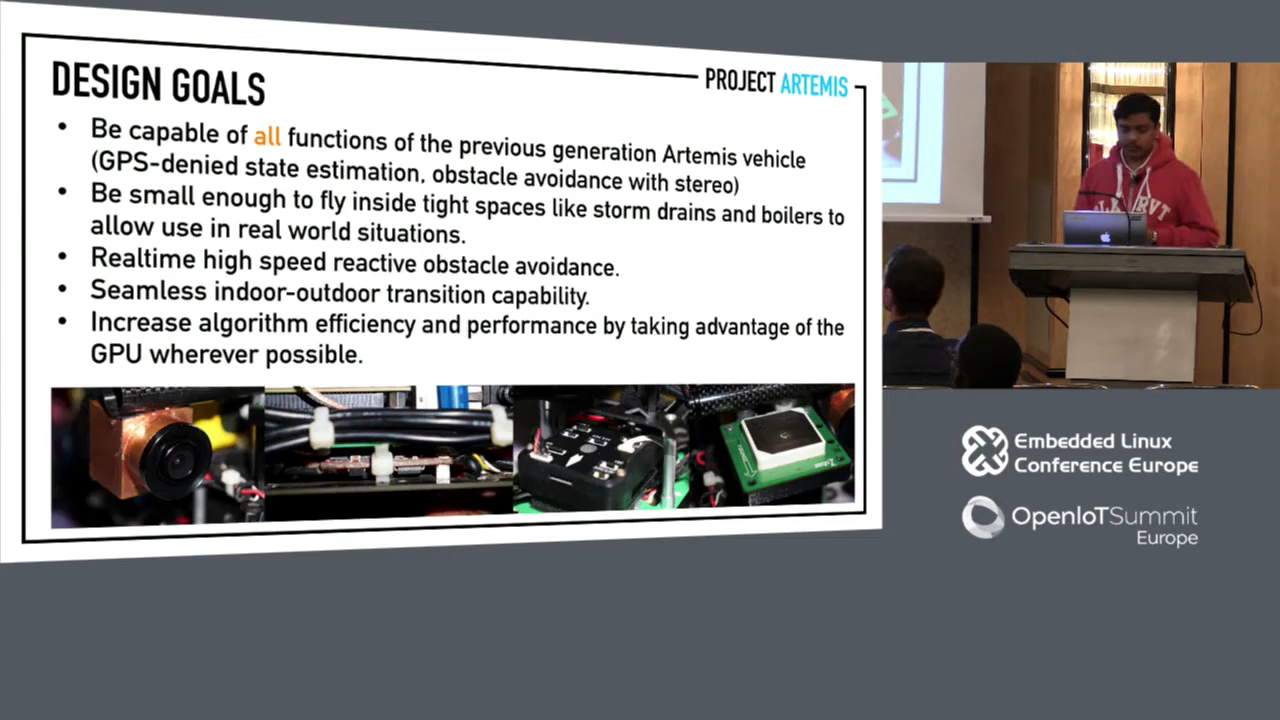 DESIGN GOALS
PROJECT ARTEMIS
• Be capable of all functions of the previous generation Artemis vehicle
(GPS-denied state estimation, obstacle avoidance with stereo)
• Be small enough to fly inside tight spaces like storm drains and boilers to
allow use in real world situations.
• Realtime high speed reactive obstacle avoidance.
• Seamless indoor-outdoor transition capability.
• Increase algorithm efficiency and performance by taking advantage of the
GPU wherever possible.
Embedded Linux
Conference Europe
OpenIoTSummit
Europe